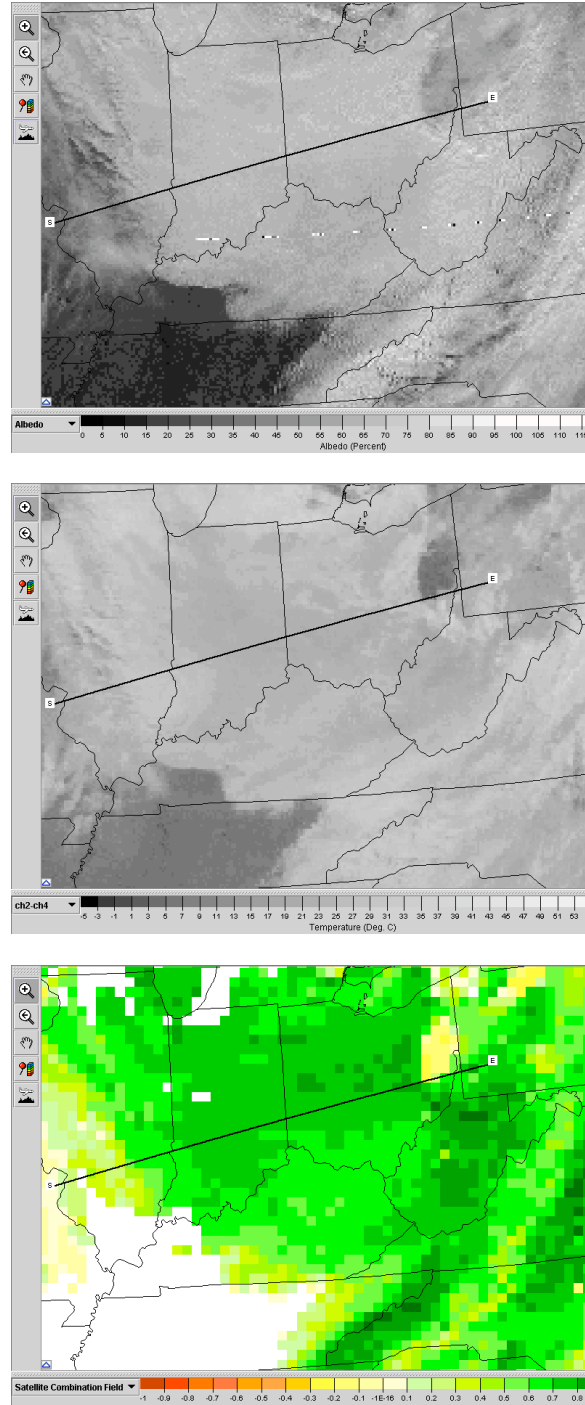 E
S
Albedo
0 5 10 15 20 25 30 35 40 45 50 55 60 65 70 75 80 85 90 95 100 105 110 115
Albedo (Percent)
E
S
ch2-ch4
-5 -3 -1 1 3 5 7 9 11 13 15 17 19 21 23 25 27 29 31 33 35 37 39 41 43 45 47 49 51 53
Temperature (Deg. C)
E
S
Satellite Combination Field
-1 -0.9 -0.8 -0.7 -0.6 -0.5 -0.4 -0.3 -0.2 -0.1 -1E-16 0.1 0.2 0.3 0.4 0.5 0.6 0.7 0.8